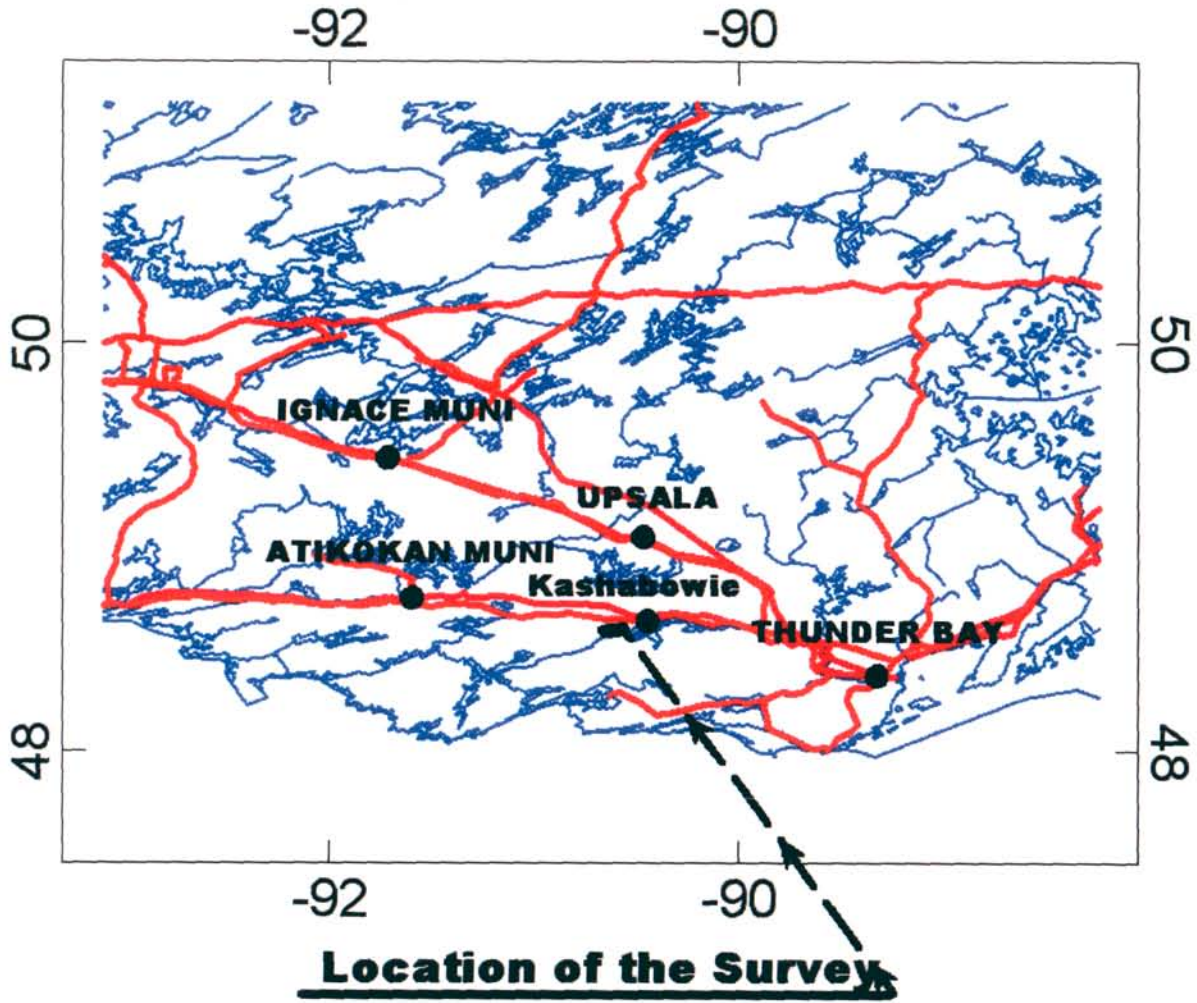 -92 -90
50 50
IGNACE MUNI
UPSALA
ATIKOKAN MUNI
Kashabowie
THUNDER BAY
48 48
-92 -90
Location of the Survey